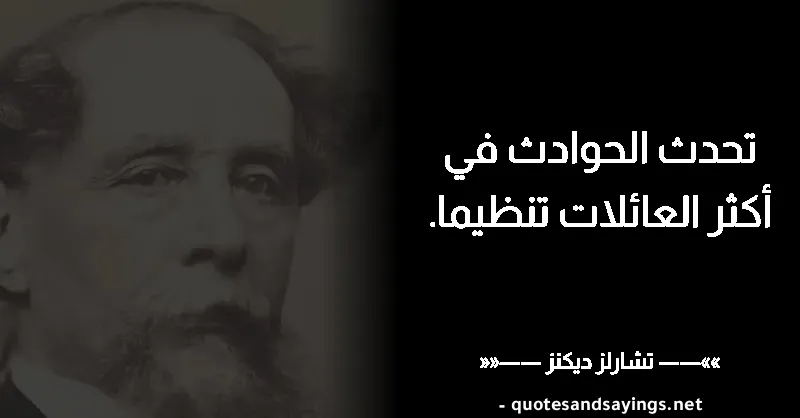 تحدث الحوادث في
أكثر العائلات تنظيما.
»»—— تشارلز ديكنز ——««
- quotesandsayings.net